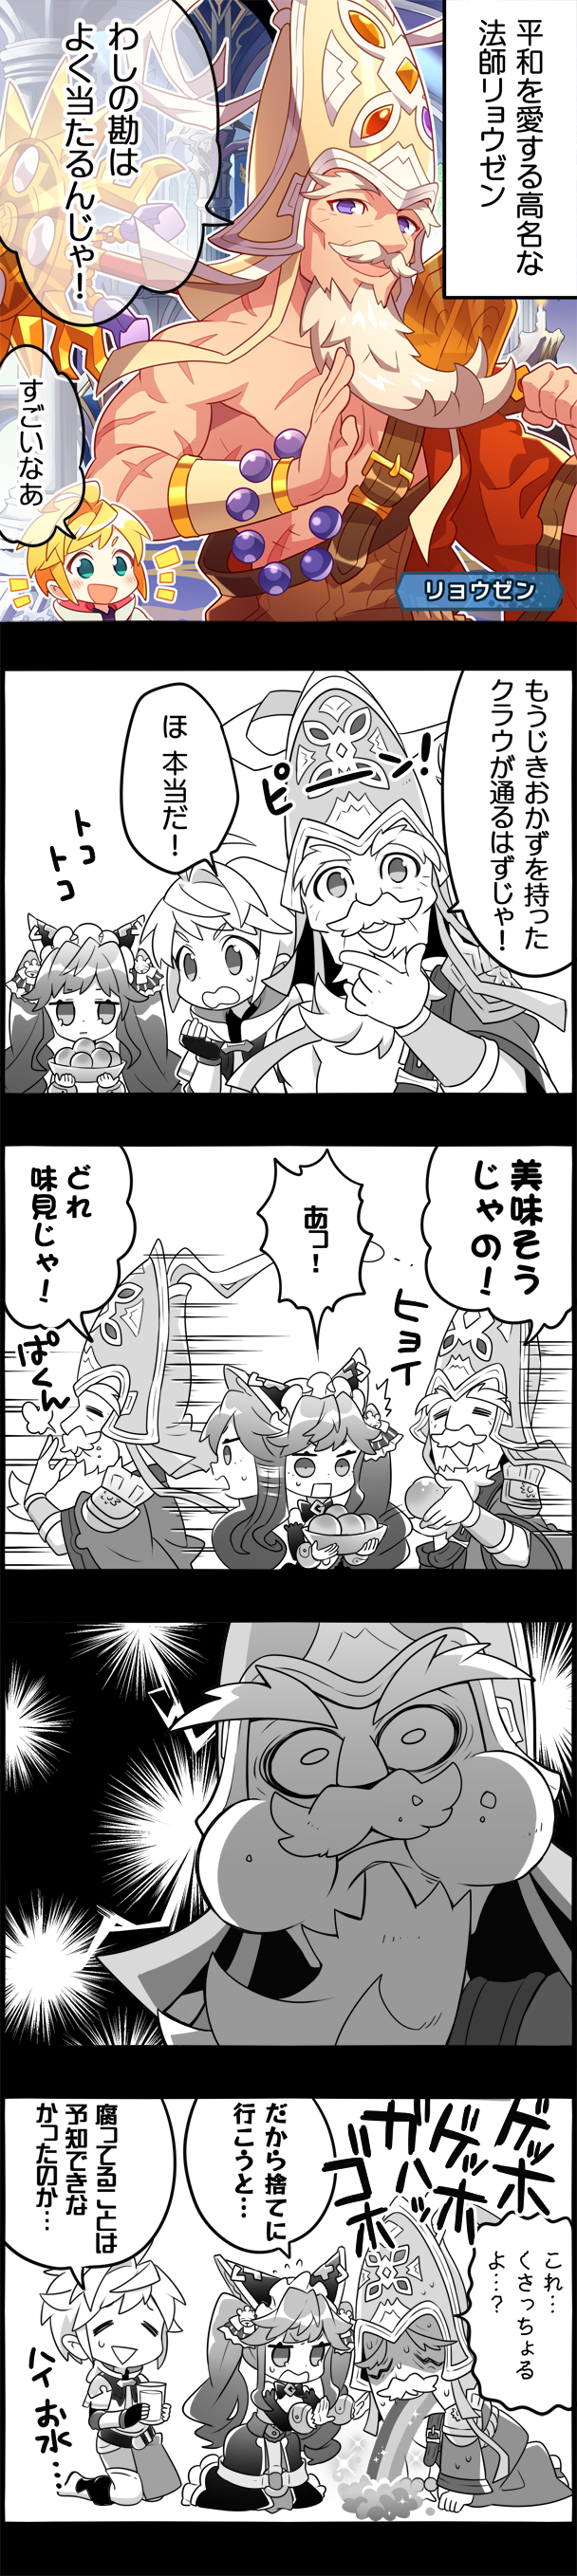 平和を愛する高名な
法師リョウゼン
わしの勘は
よく当たるんじゃ！
すごいなあ
リョウゼン
もうじきおかずを持った
クラウが通るはずじゃ！
ピーーン！
ほ 本当だ！
トコ
トコ
美味そう
じゃの！
ヒョイ
あっ！
どれ
味見じゃ！
ぱくん
ゲッホ
ゲッホ
ガハッ
ゴホ
これ…
くさっちょる
よ…？
だから捨てに
行こうと…
腐ってることは
予知できな
かったのか…
ハイ お水…